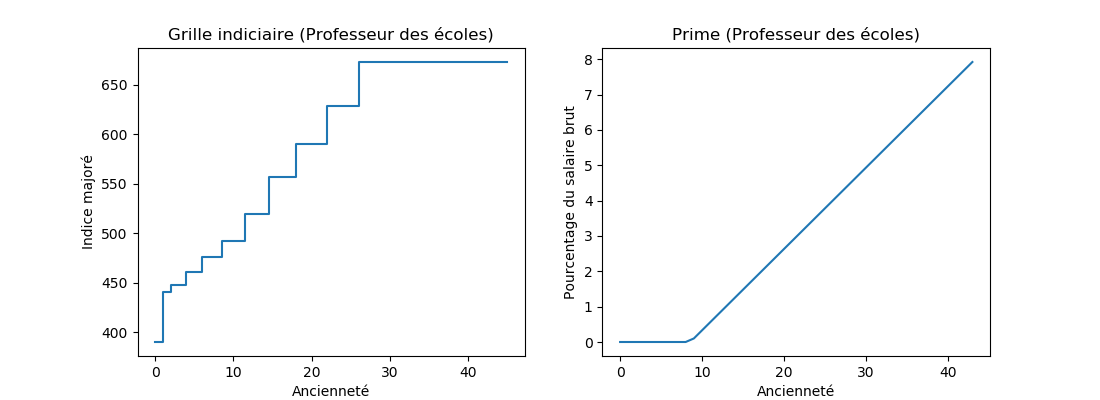 Grille indiciaire (Professeur des écoles)
Indice majoré
650
600
550
500
450
400
0 10 20 30 40
Ancienneté
Prime (Professeur des écoles)
Pourcentage du salaire brut
8
7
6
5
4
3
2
1
0
0 10 20 30 40
Ancienneté